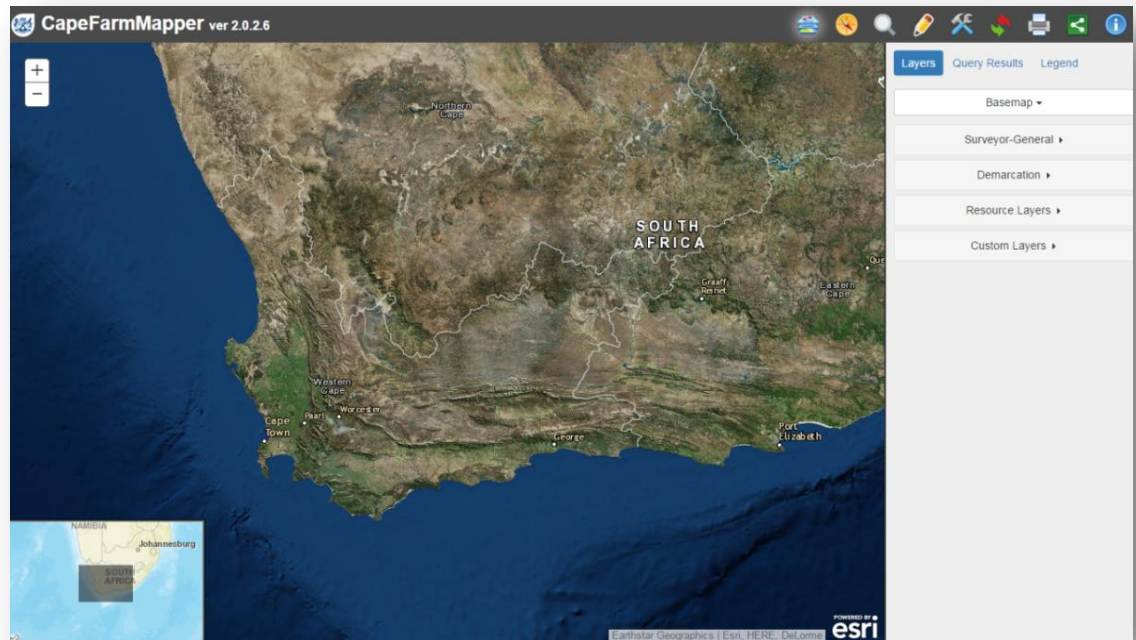 CapeFarmMapper ver 2.0.2.6
+
−
Layers Query Results Legend
Basemap
Surveyor-General
Demarcation
Resource Layers
Custom Layers
Northern
Cape
SOUTH
AFRICA
Graaff
Reinet
Que
Eastern
Cape
Western
Cape
Worcester
Paarl
Cape
Town
George
Port
Elizabeth
NAMIBIA
Johannesburg
SOUTH
AFRICA
POWERED BY
esri
Earthstar Geographics | Esri, HERE, DeLorme